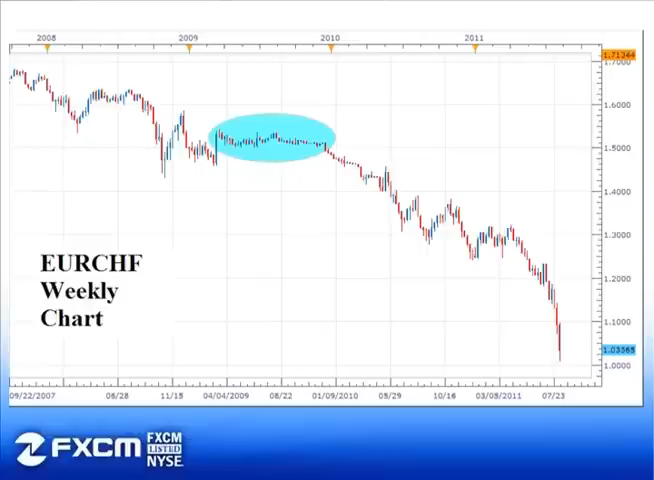 2008 2009 2010 2011
1.71344
1.7000
1.6000
1.5000
1.4000
1.3000
1.2000
1.1000
1.03365
1.0000
EURCHF
Weekly
Chart
09/22/2007 06/28 11/15 04/04/2009 08/22 01/09/2010 05/29 10/16 03/08/2011 07/23
FXCM
FXCM
LISTED
NYSE